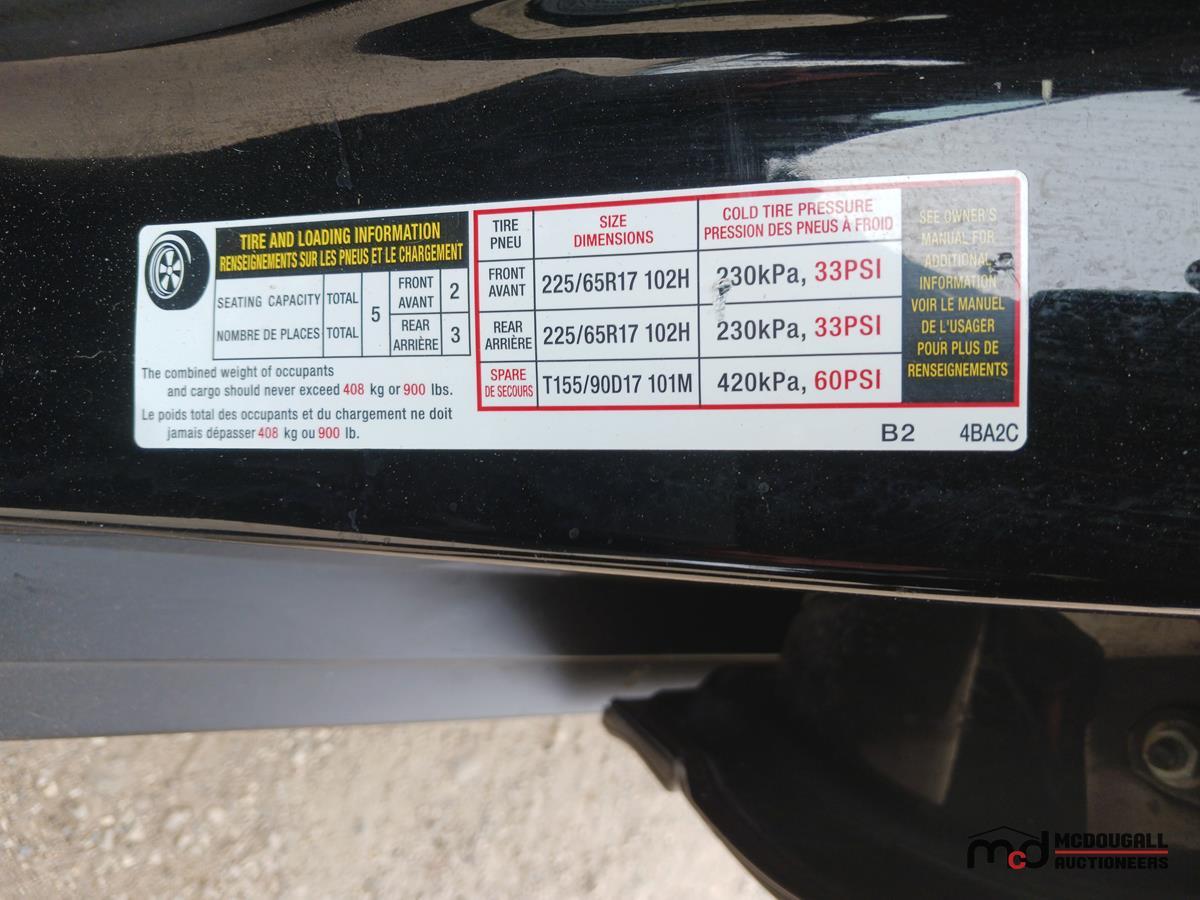 TIRE AND LOADING INFORMATION
RENSEIGNEMENTS SUR LES PNEUS ET LE CHARGEMENT
SEATING CAPACITY TOTAL 5 FRONT AVANT 2
NOMBRE DE PLACES TOTAL REAR ARRIÈRE 3
The combined weight of occupants
and cargo should never exceed 408 kg or 900 lbs.
Le poids total des occupants et du chargement ne doit
jamais dépasser 408 kg ou 900 lb.
TIRE PNEU SIZE DIMENSIONS COLD TIRE PRESSURE PRESSION DES PNEUS À FROID
FRONT AVANT 225/65R17 102H 230kPa, 33PSI
REAR ARRIÈRE 225/65R17 102H 230kPa, 33PSI
SPARE DE SECOURS T155/90D17 101M 420kPa, 60PSI
SEE OWNER'S
MANUAL FOR
ADDITIONAL
INFORMATION
VOIR LE MANUEL
DE L'USAGER
POUR PLUS DE
RENSEIGNEMENTS
B2 4BA2C
mcd MCDOUGALL
AUCTIONEERS